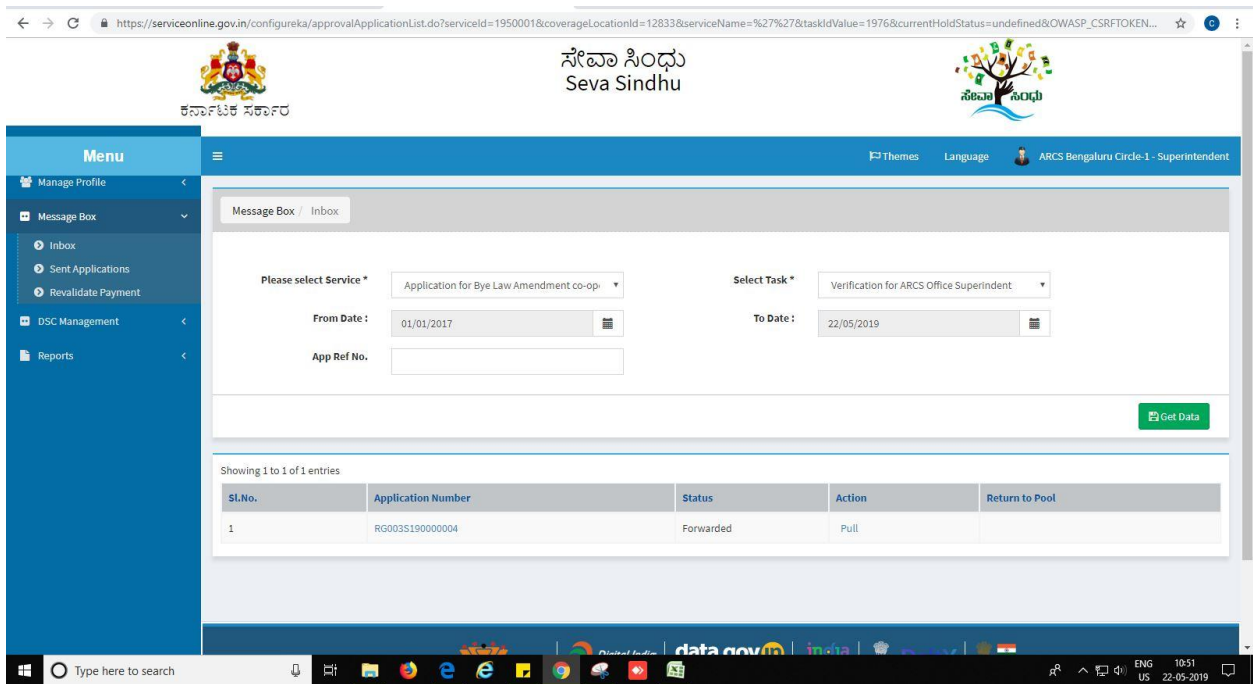 https://serviceonline.gov.in/configureka/approvalApplicationList.do?serviceId=1950001&coverageLocationId=12833&serviceName=%27%27&taskIdValue=1976&currentHoldStatus=undefined&OWASP_CSRFTOKEN...
C
ಕರ್ನಾಟಕ ಸರ್ಕಾರ
ಸೇವಾ ಸಿಂಧು
Seva Sindhu
ಸೇವಾ ಸಿಂಧು
Menu
Themes Language ARCS Bengaluru Circle-1 - Superintendent
Manage Profile
Message Box
Inbox
Sent Applications
Revalidate Payment
DSC Management
Reports
Message Box / Inbox
Please select Service * Application for Bye Law Amendment co-op Select Task * Verification for ARCS Office Superindent
From Date : 01/01/2017 To Date : 22/05/2019
App Ref No.
Get Data
Showing 1 to 1 of 1 entries
Sl.No. Application Number Status Action Return to Pool
1 RG003S190000004 Forwarded Pull
Digital India data.gov.in india
Type here to search
ENG 10:51
US 22-05-2019